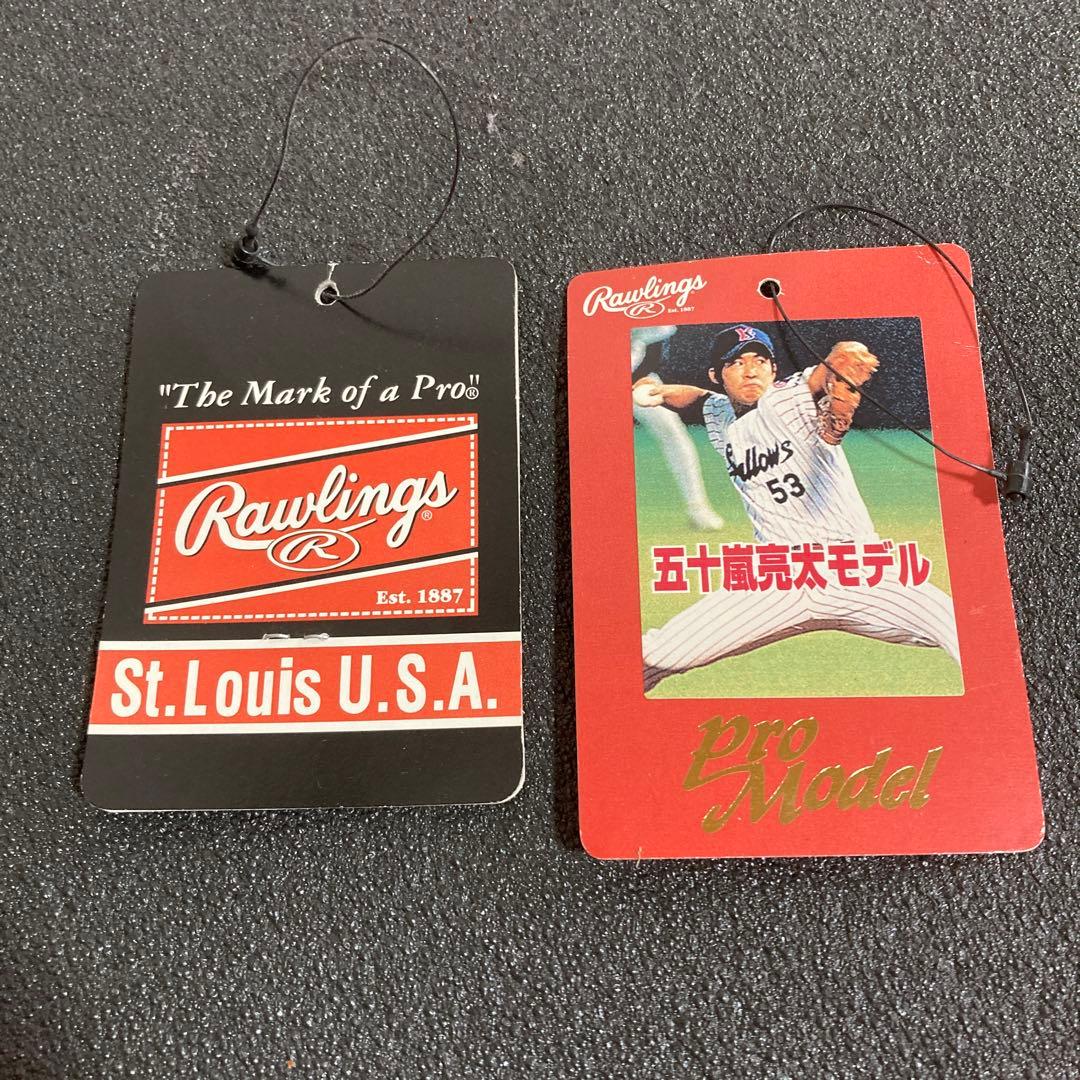 "The Mark of a Pro®"
Rawlings®
R
Est. 1887
St. Louis U.S.A.
Rawlings
R
Est. 1887
Swallows
53
五十嵐亮太モデル
Pro
Model